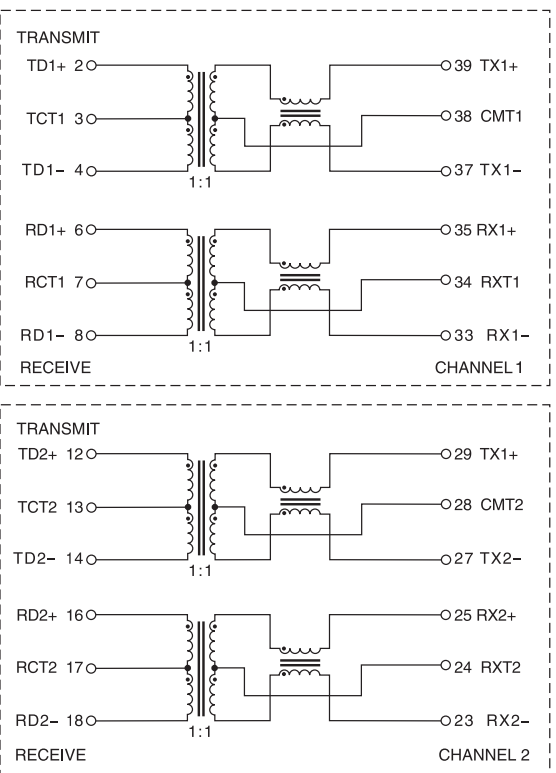 TRANSMIT
TD1+ 2 39 TX1+
TCT1 3 38 CMT1
TD1– 4 37 TX1–
1:1
RD1+ 6 35 RX1+
RCT1 7 34 RXT1
RD1– 8 33 RX1–
1:1
RECEIVE CHANNEL 1
TRANSMIT
TD2+ 12 29 TX1+
TCT2 13 28 CMT2
TD2– 14 27 TX2–
1:1
RD2+ 16 25 RX2+
RCT2 17 24 RXT2
RD2– 18 23 RX2–
1:1
RECEIVE CHANNEL 2